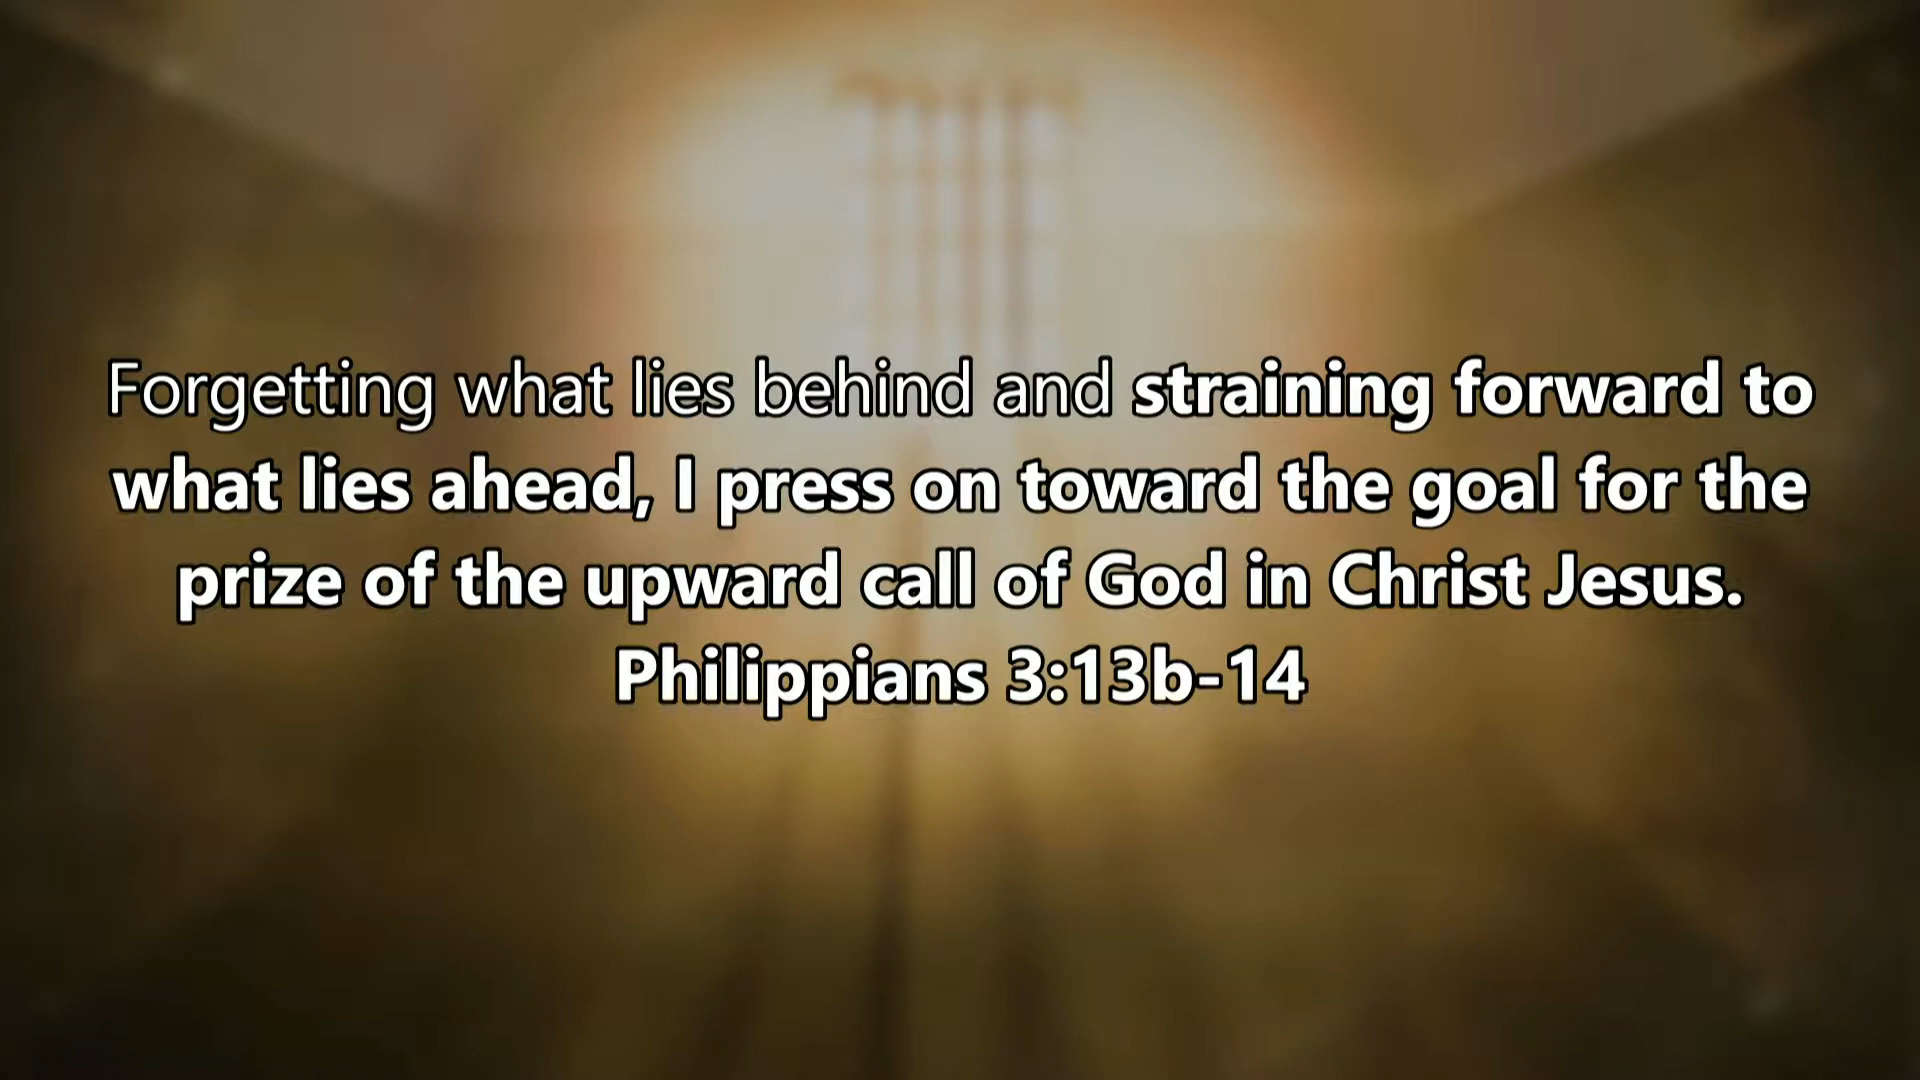 Forgetting what lies behind and straining forward to
what lies ahead, I press on toward the goal for the
prize of the upward call of God in Christ Jesus.
Philippians 3:13b-14